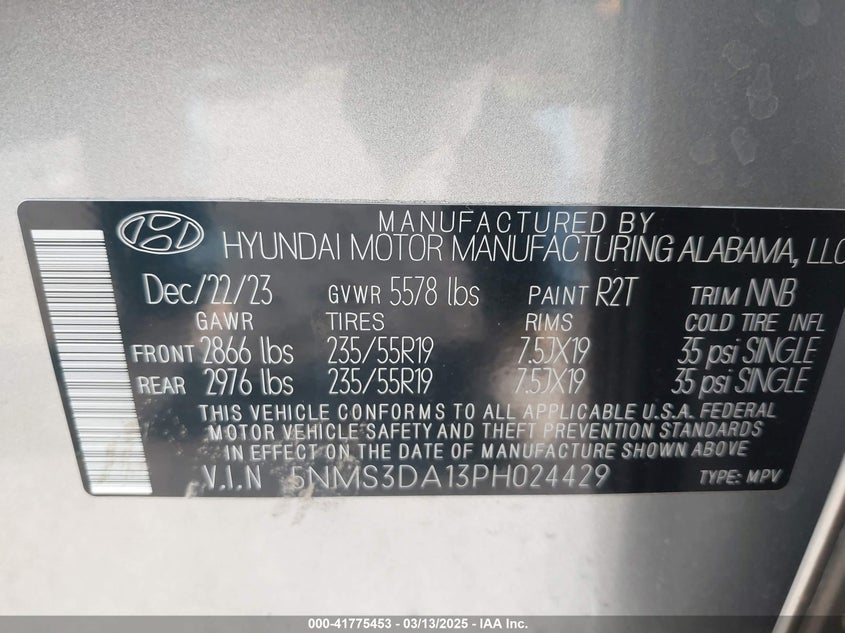 MANUFACTURED BY
HYUNDAI MOTOR MANUFACTURING ALABAMA, LLC
Dec/22/23 GVWR 5578 lbs PAINT R2T TRIM NNB
GAWR TIRES RIMS COLD TIRE INFL
FRONT 2866 lbs 235/55R19 7.5JX19 35 psi SINGLE
REAR 2976 lbs 235/55R19 7.5JX19 35 psi SINGLE
THIS VEHICLE CONFORMS TO ALL APPLICABLE U.S.A. FEDERAL
MOTOR VEHICLE SAFETY AND THEFT PREVENTION STANDARDS
IN EFFECT ON THE DATE OF MANUFACTURE SHOWN ABOVE
V.I.N 5NMS3DA13PH024429 TYPE: MPV
000-41775453 - 03/13/2025 - IAA Inc.